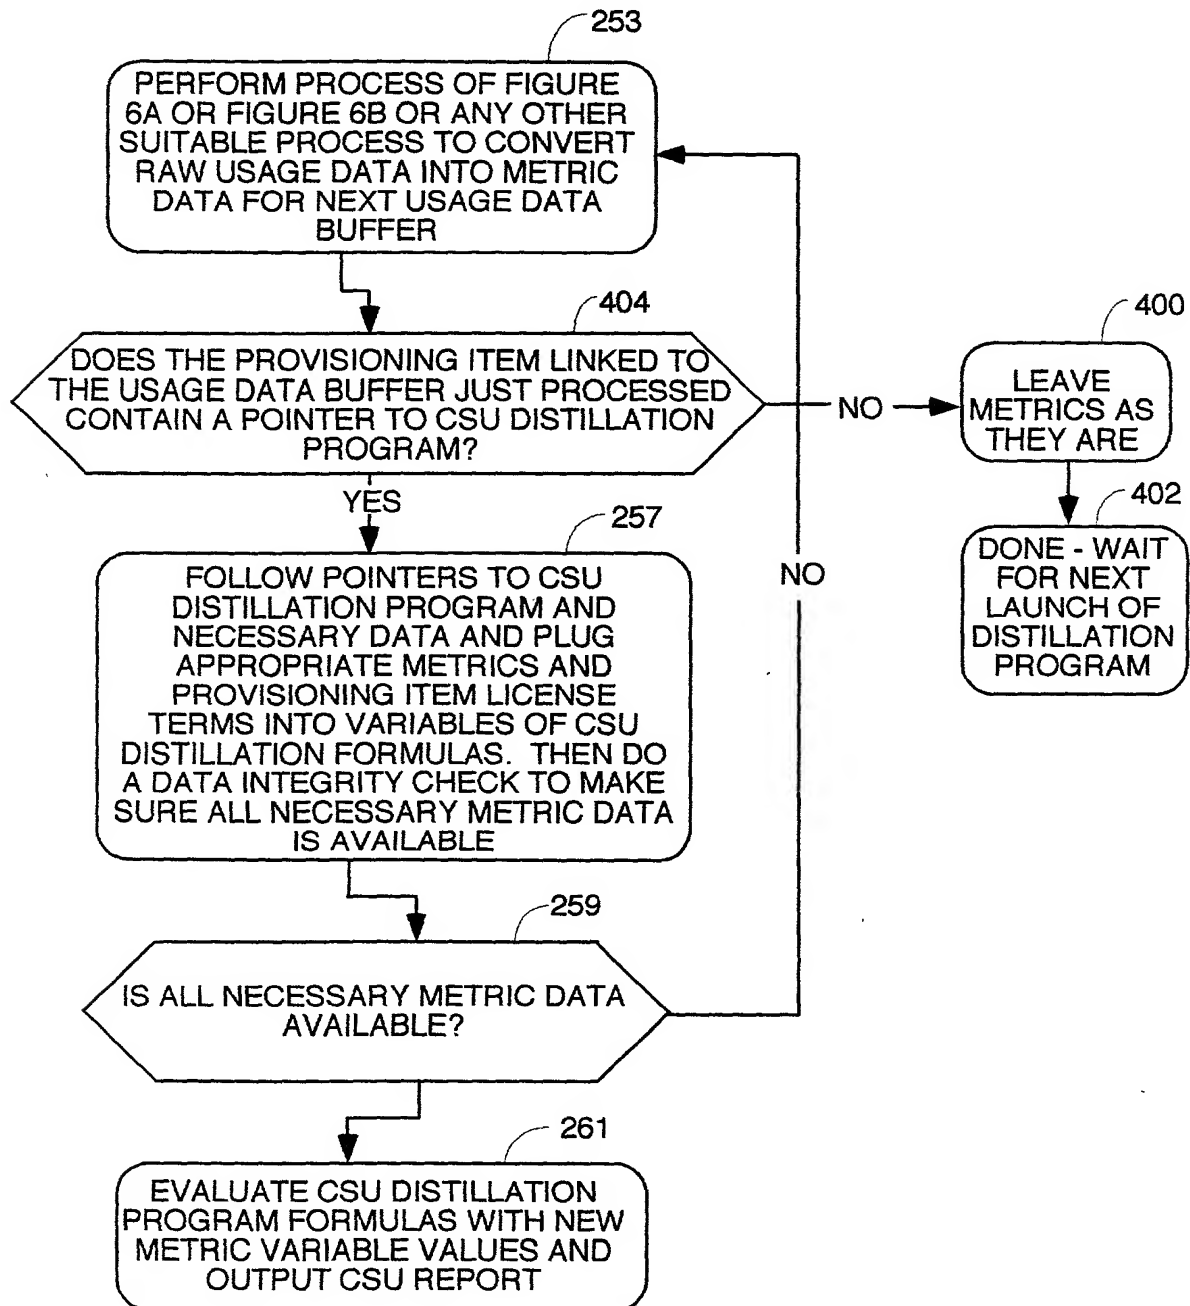 253
PERFORM PROCESS OF FIGURE
6A OR FIGURE 6B OR ANY OTHER
SUITABLE PROCESS TO CONVERT
RAW USAGE DATA INTO METRIC
DATA FOR NEXT USAGE DATA
BUFFER
404
DOES THE PROVISIONING ITEM LINKED TO
THE USAGE DATA BUFFER JUST PROCESSED
CONTAIN A POINTER TO CSU DISTILLATION
PROGRAM?
NO
400
LEAVE
METRICS AS
THEY ARE
402
DONE - WAIT
FOR NEXT
LAUNCH OF
DISTILLATION
PROGRAM
YES
257
FOLLOW POINTERS TO CSU
DISTILLATION PROGRAM AND
NECESSARY DATA AND PLUG
APPROPRIATE METRICS AND
PROVISIONING ITEM LICENSE
TERMS INTO VARIABLES OF CSU
DISTILLATION FORMULAS. THEN DO
A DATA INTEGRITY CHECK TO MAKE
SURE ALL NECESSARY METRIC DATA
IS AVAILABLE
NO
259
IS ALL NECESSARY METRIC DATA
AVAILABLE?
261
EVALUATE CSU DISTILLATION
PROGRAM FORMULAS WITH NEW
METRIC VARIABLE VALUES AND
OUTPUT CSU REPORT